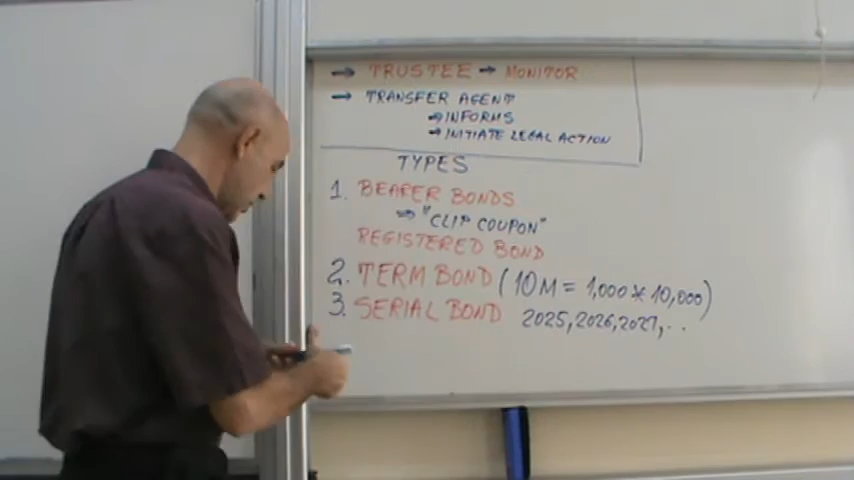 → TRUSTEE → MONITOR
→ TRANSFER AGENT
→ INFORMS
→ INITIATE LEGAL ACTION
TYPES
1. BEARER BONDS
⇒ "CLIP COUPON"
REGISTERED BOND
2. TERM BOND (10M = 1,000 * 10,000)
3. SERIAL BOND 2025, 2026, 2027, ...